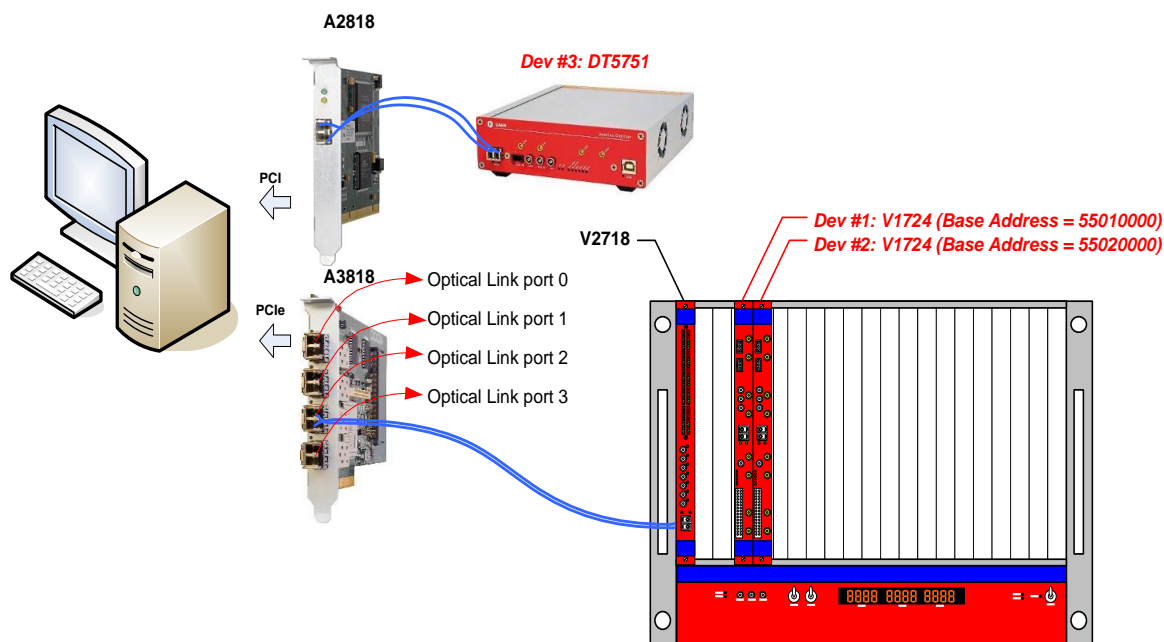 A2818
Dev #3: DT5751
PCI
Dev #1: V1724 (Base Address = 55010000)
Dev #2: V1724 (Base Address = 55020000)
V2718
A3818
Optical Link port 0
PCIe
Optical Link port 1
Optical Link port 2
Optical Link port 3
8888 8888 8888